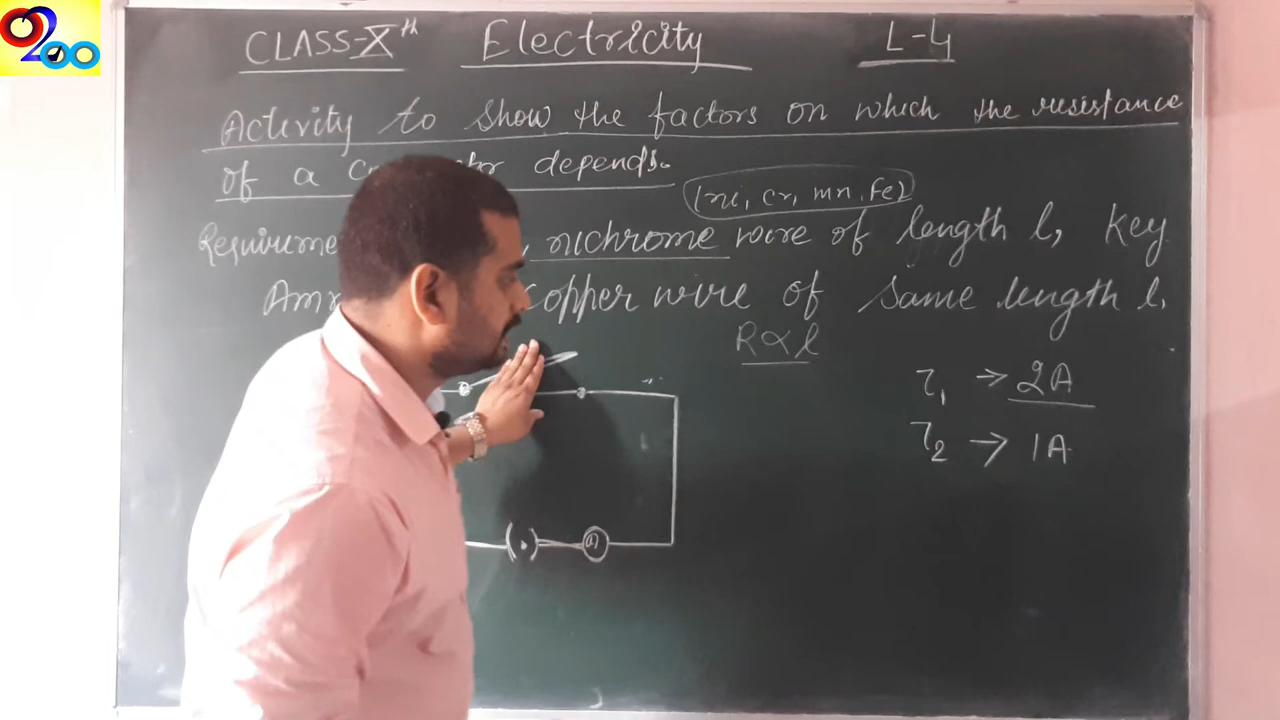 0200
CLASS-Xth Electricity L-4
Activity to show the factors on which the resistance
of a depends.
(ni, cr, mn, Fe)
nichrome wire of length l, Key
copper wire of same length l.
R ∝ l
I1 → 2A
I2 → 1A
( . ) (A)